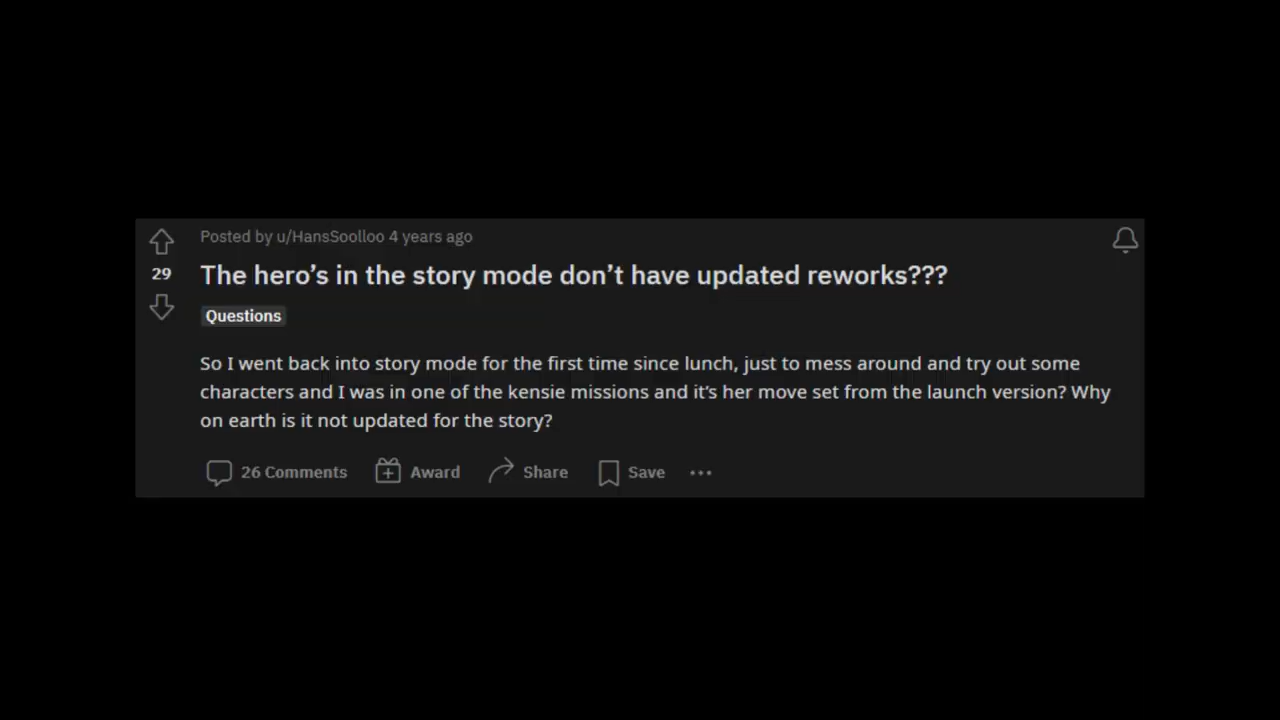 Posted by u/HansSoolloo 4 years ago
29
The hero’s in the story mode don’t have updated reworks???
Questions
So I went back into story mode for the first time since lunch, just to mess around and try out some
characters and I was in one of the kensie missions and it’s her move set from the launch version? Why
on earth is it not updated for the story?
26 Comments Award Share Save